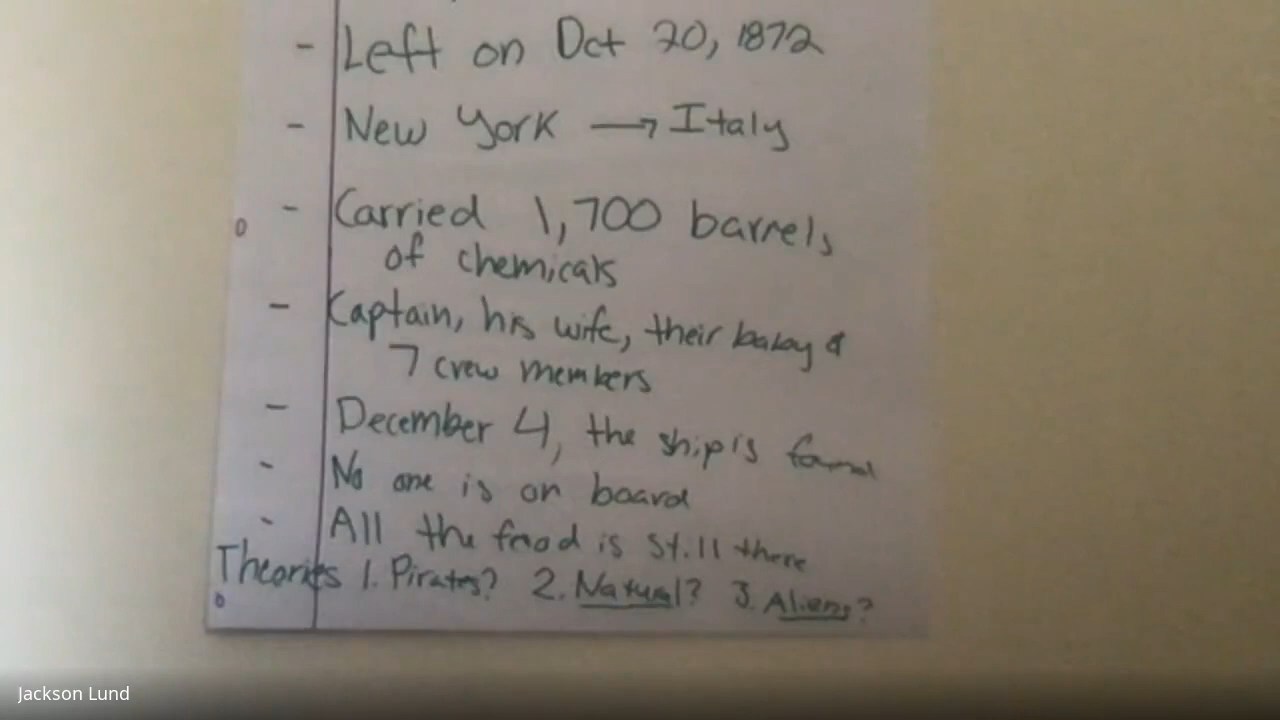 - Left on Oct 20, 1872
- New York → Italy
- Carried 1,700 barrels
of chemicals
- Captain, his wife, their baby &
7 crew members
- December 4, the ship is found
- No one is on board
- All the food is still there
Theories 1. Pirates? 2. Natural? 3. Aliens?
Jackson Lund